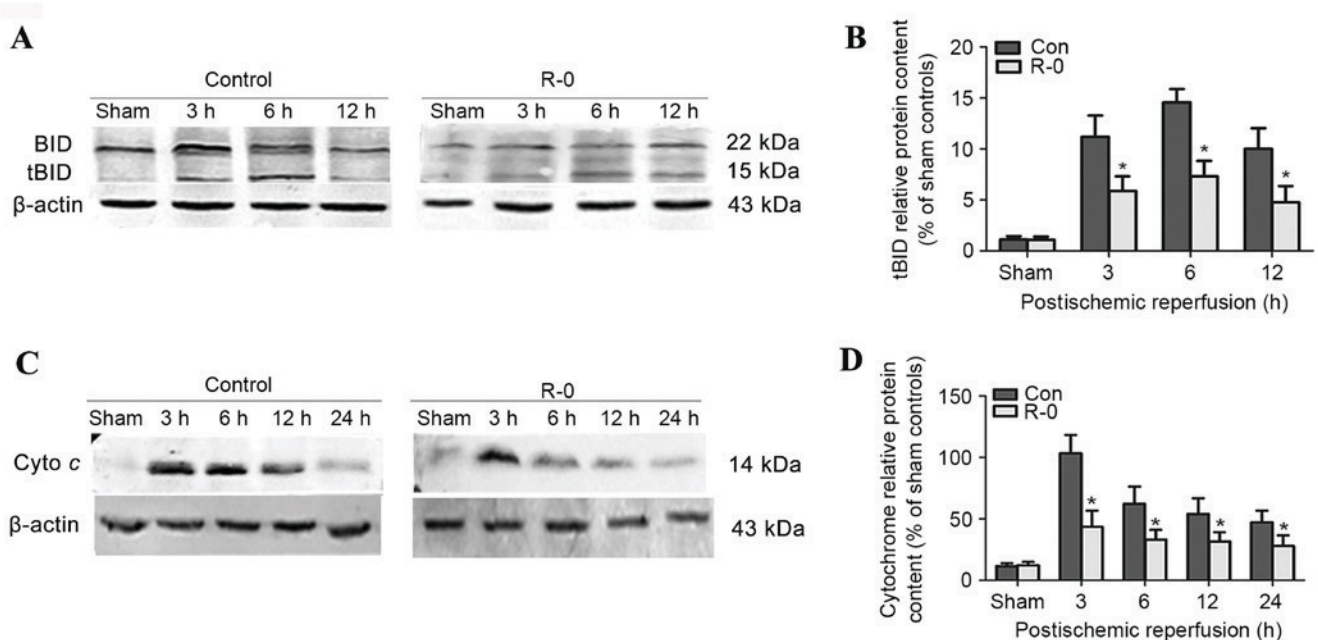 A
Control
R-0
Sham 3 h 6 h 12 h
Sham 3 h 6 h 12 h
BID
22 kDa
tBID
15 kDa
β-actin
43 kDa
B
tBID relative protein content
(% of sham controls)
20
15
10
5
0
Con
R-0
*
*
*
Sham 3 6 12
Postischemic reperfusion (h)
C
Control
R-0
Sham 3 h 6 h 12 h 24 h
Sham 3 h 6 h 12 h 24 h
Cyto c
14 kDa
β-actin
43 kDa
D
Cytochrome relative protein
content (% of sham controls)
150
100
50
0
Con
R-0
*
*
*
*
Sham 3 6 12 24
Postischemic reperfusion (h)